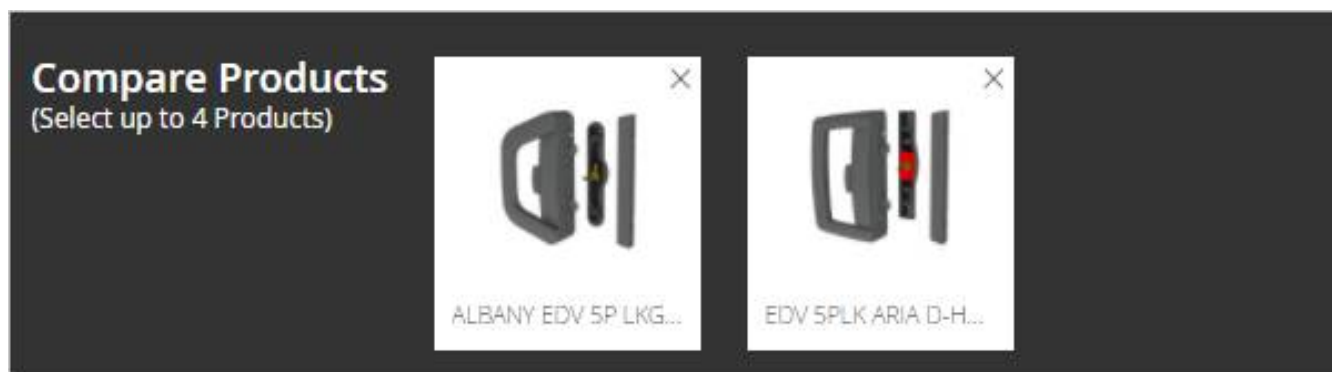 Compare Products
(Select up to 4 Products)
ALBANY EDV 5P LKG...
EDV 5PLK ARIA D-H...